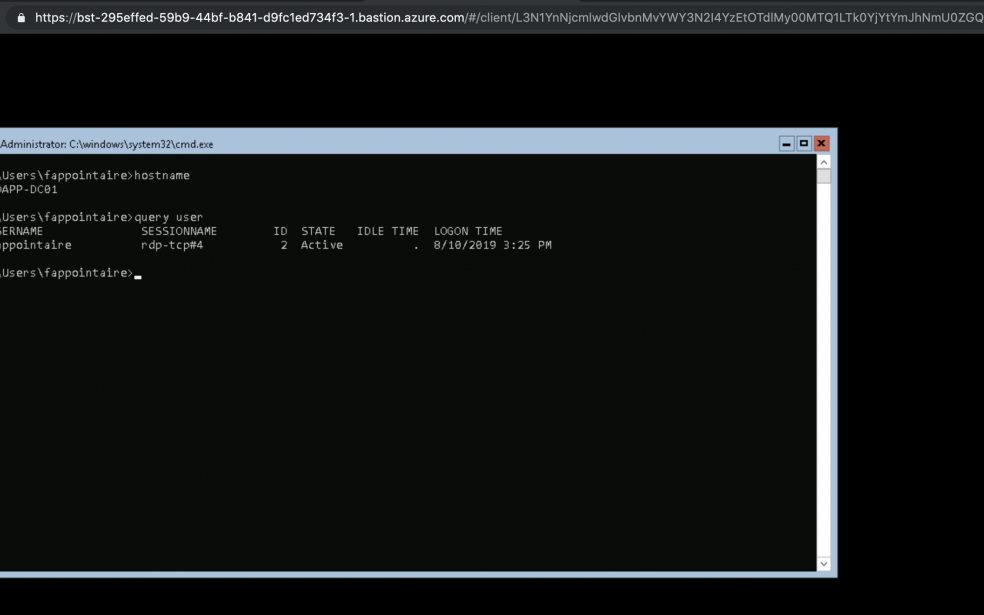 https://bst-295effed-59b9-44bf-b841-d9fc1ed734f3-1.bastion.azure.com/#/client/L3N1YnNjcmlwdGlvbnMvYWY3N2I4YzEtOTdlMy00MTQ1LTk0YjYtYmJhNmU0ZGQ
Administrator: C:\windows\system32\cmd.exe
\Users\fappointaire>hostname
APP-DC01
\Users\fappointaire>query user
SERNAME SESSIONNAME ID STATE IDLE TIME LOGON TIME
appointaire rdp-tcp#4 2 Active . 8/10/2019 3:25 PM
\Users\fappointaire>_